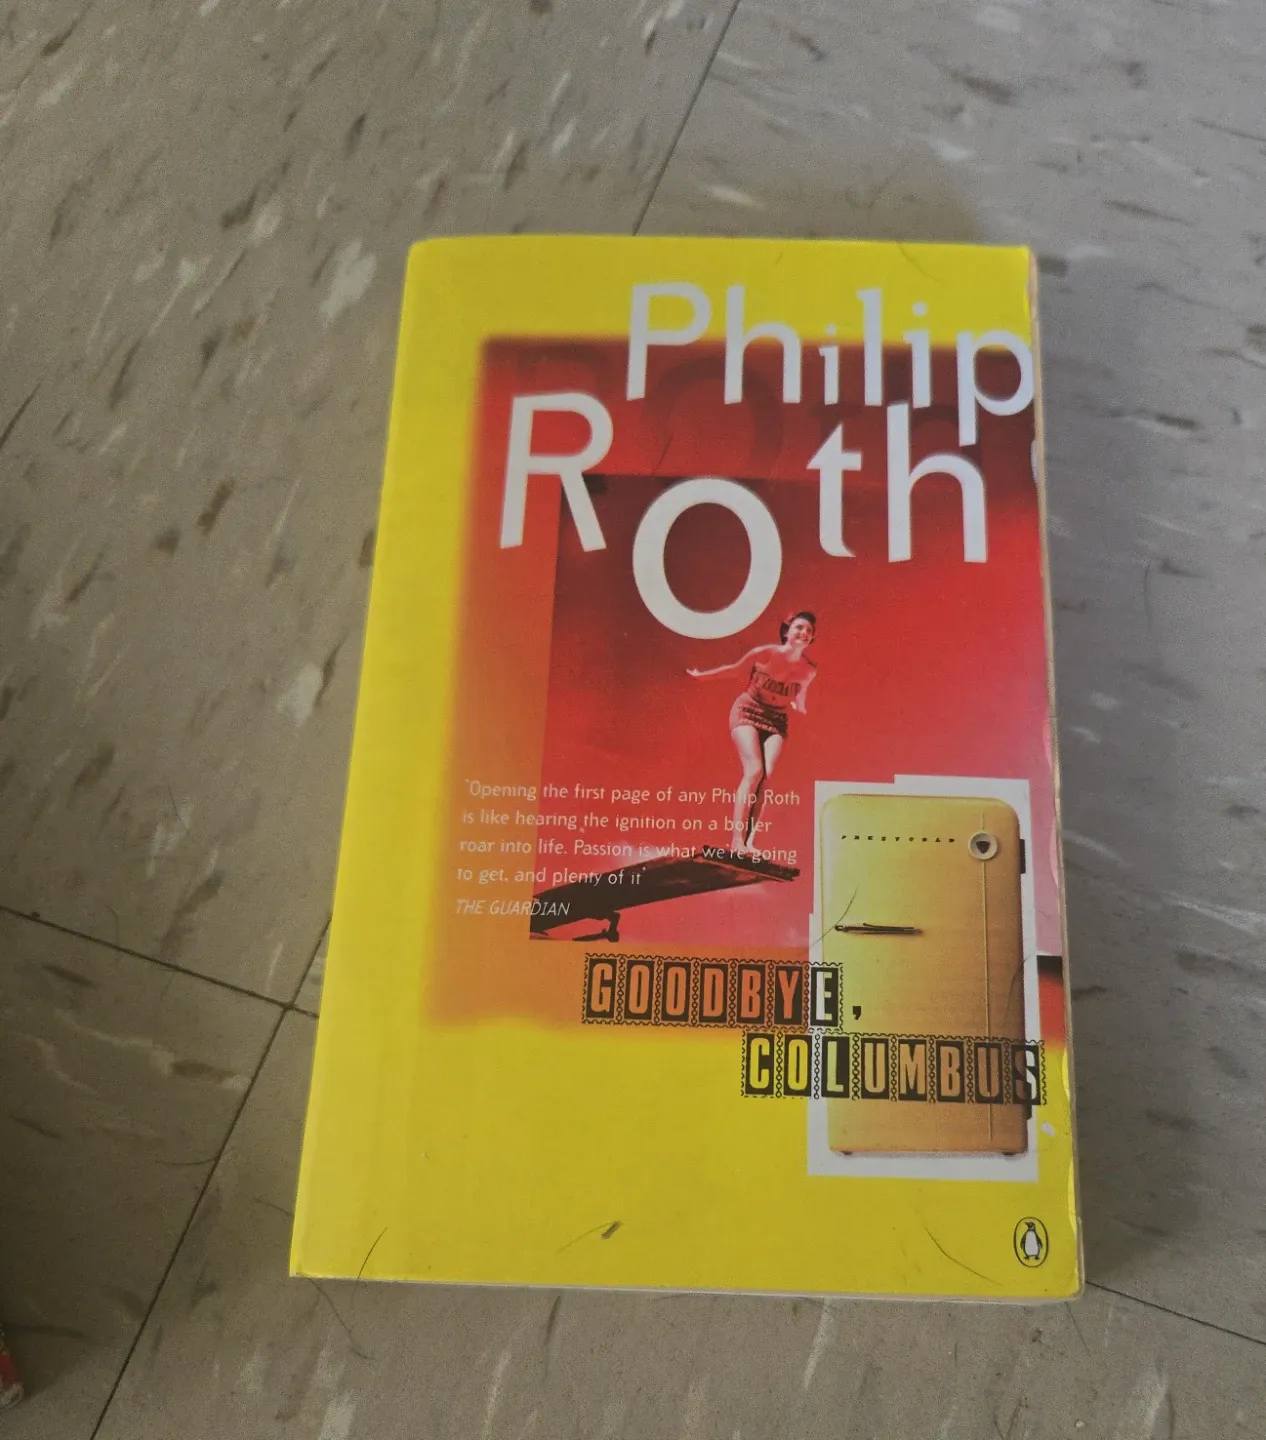 Philip
Roth
'Opening the first page of any Philip Roth
is like hearing the ignition on a boiler
roar into life. Passion is what we're going
to get, and plenty of it'
THE GUARDIAN
PRESTCOLD
GOODBYE,
COLUMBUS